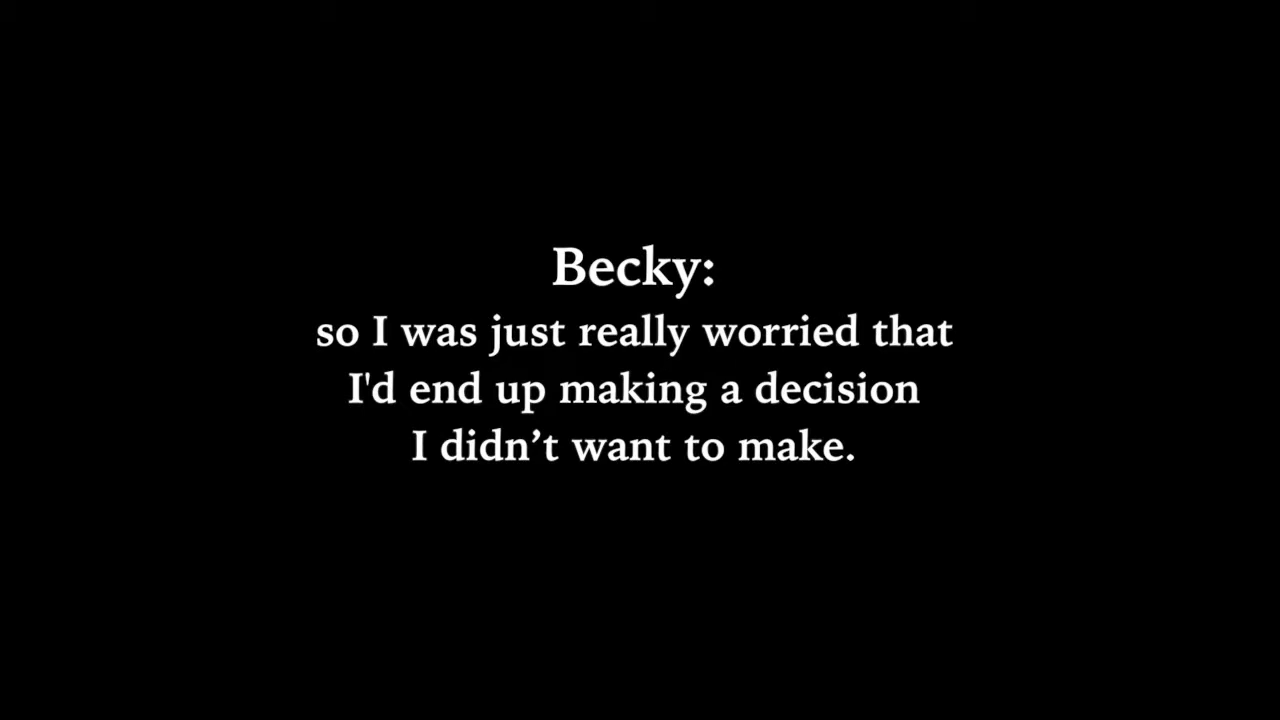 Becky:
so I was just really worried that
I'd end up making a decision
I didn’t want to make.